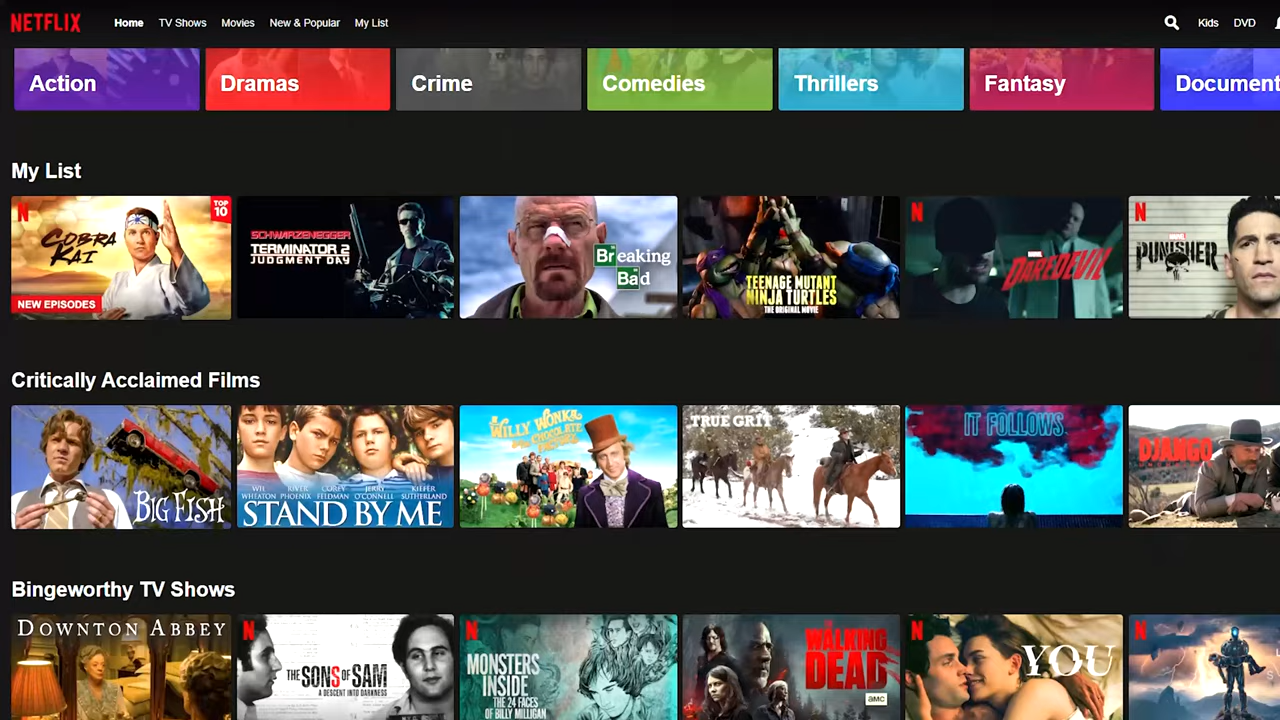 NETFLIX Home TV Shows Movies New & Popular My List Kids DVD
Action Dramas Crime Comedies Thrillers Fantasy Document
My List
N
COBRA
KAI
NEW EPISODES
TOP
10
SCHWARZENEGGER
TERMINATOR 2
JUDGMENT DAY
Breaking
Bad
TEENAGE MUTANT
NINJA TURTLES
THE ORIGINAL MOVIE
N
MARVEL
DAREDEVIL
N
MARVEL
PUNISHER
Critically Acclaimed Films
BIG FISH
WIL RIVER COREY JERRY KIEFER
WHEATON PHOENIX FELDMAN O'CONNELL SUTHERLAND
STAND BY ME
WILLY WONKA
CHOCOLATE
TRUE GRIT
IT FOLLOWS
DJANGO
Bingeworthy TV Shows
DOWNTON ABBEY
N
THE SONS OF SAM
A DESCENT INTO DARKNESS
N
MONSTERS
INSIDE
THE 24 FACES
OF BILLY MILLIGAN
THE
WALKING
DEAD
amc
N
YOU
N